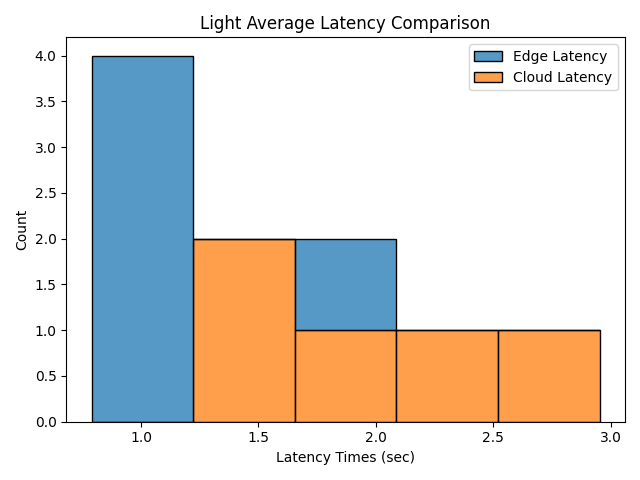 Light Average Latency Comparison
Edge Latency
Cloud Latency
4.0
3.5
3.0
2.5
2.0
1.5
1.0
0.5
0.0
Count
1.0 1.5 2.0 2.5 3.0
Latency Times (sec)